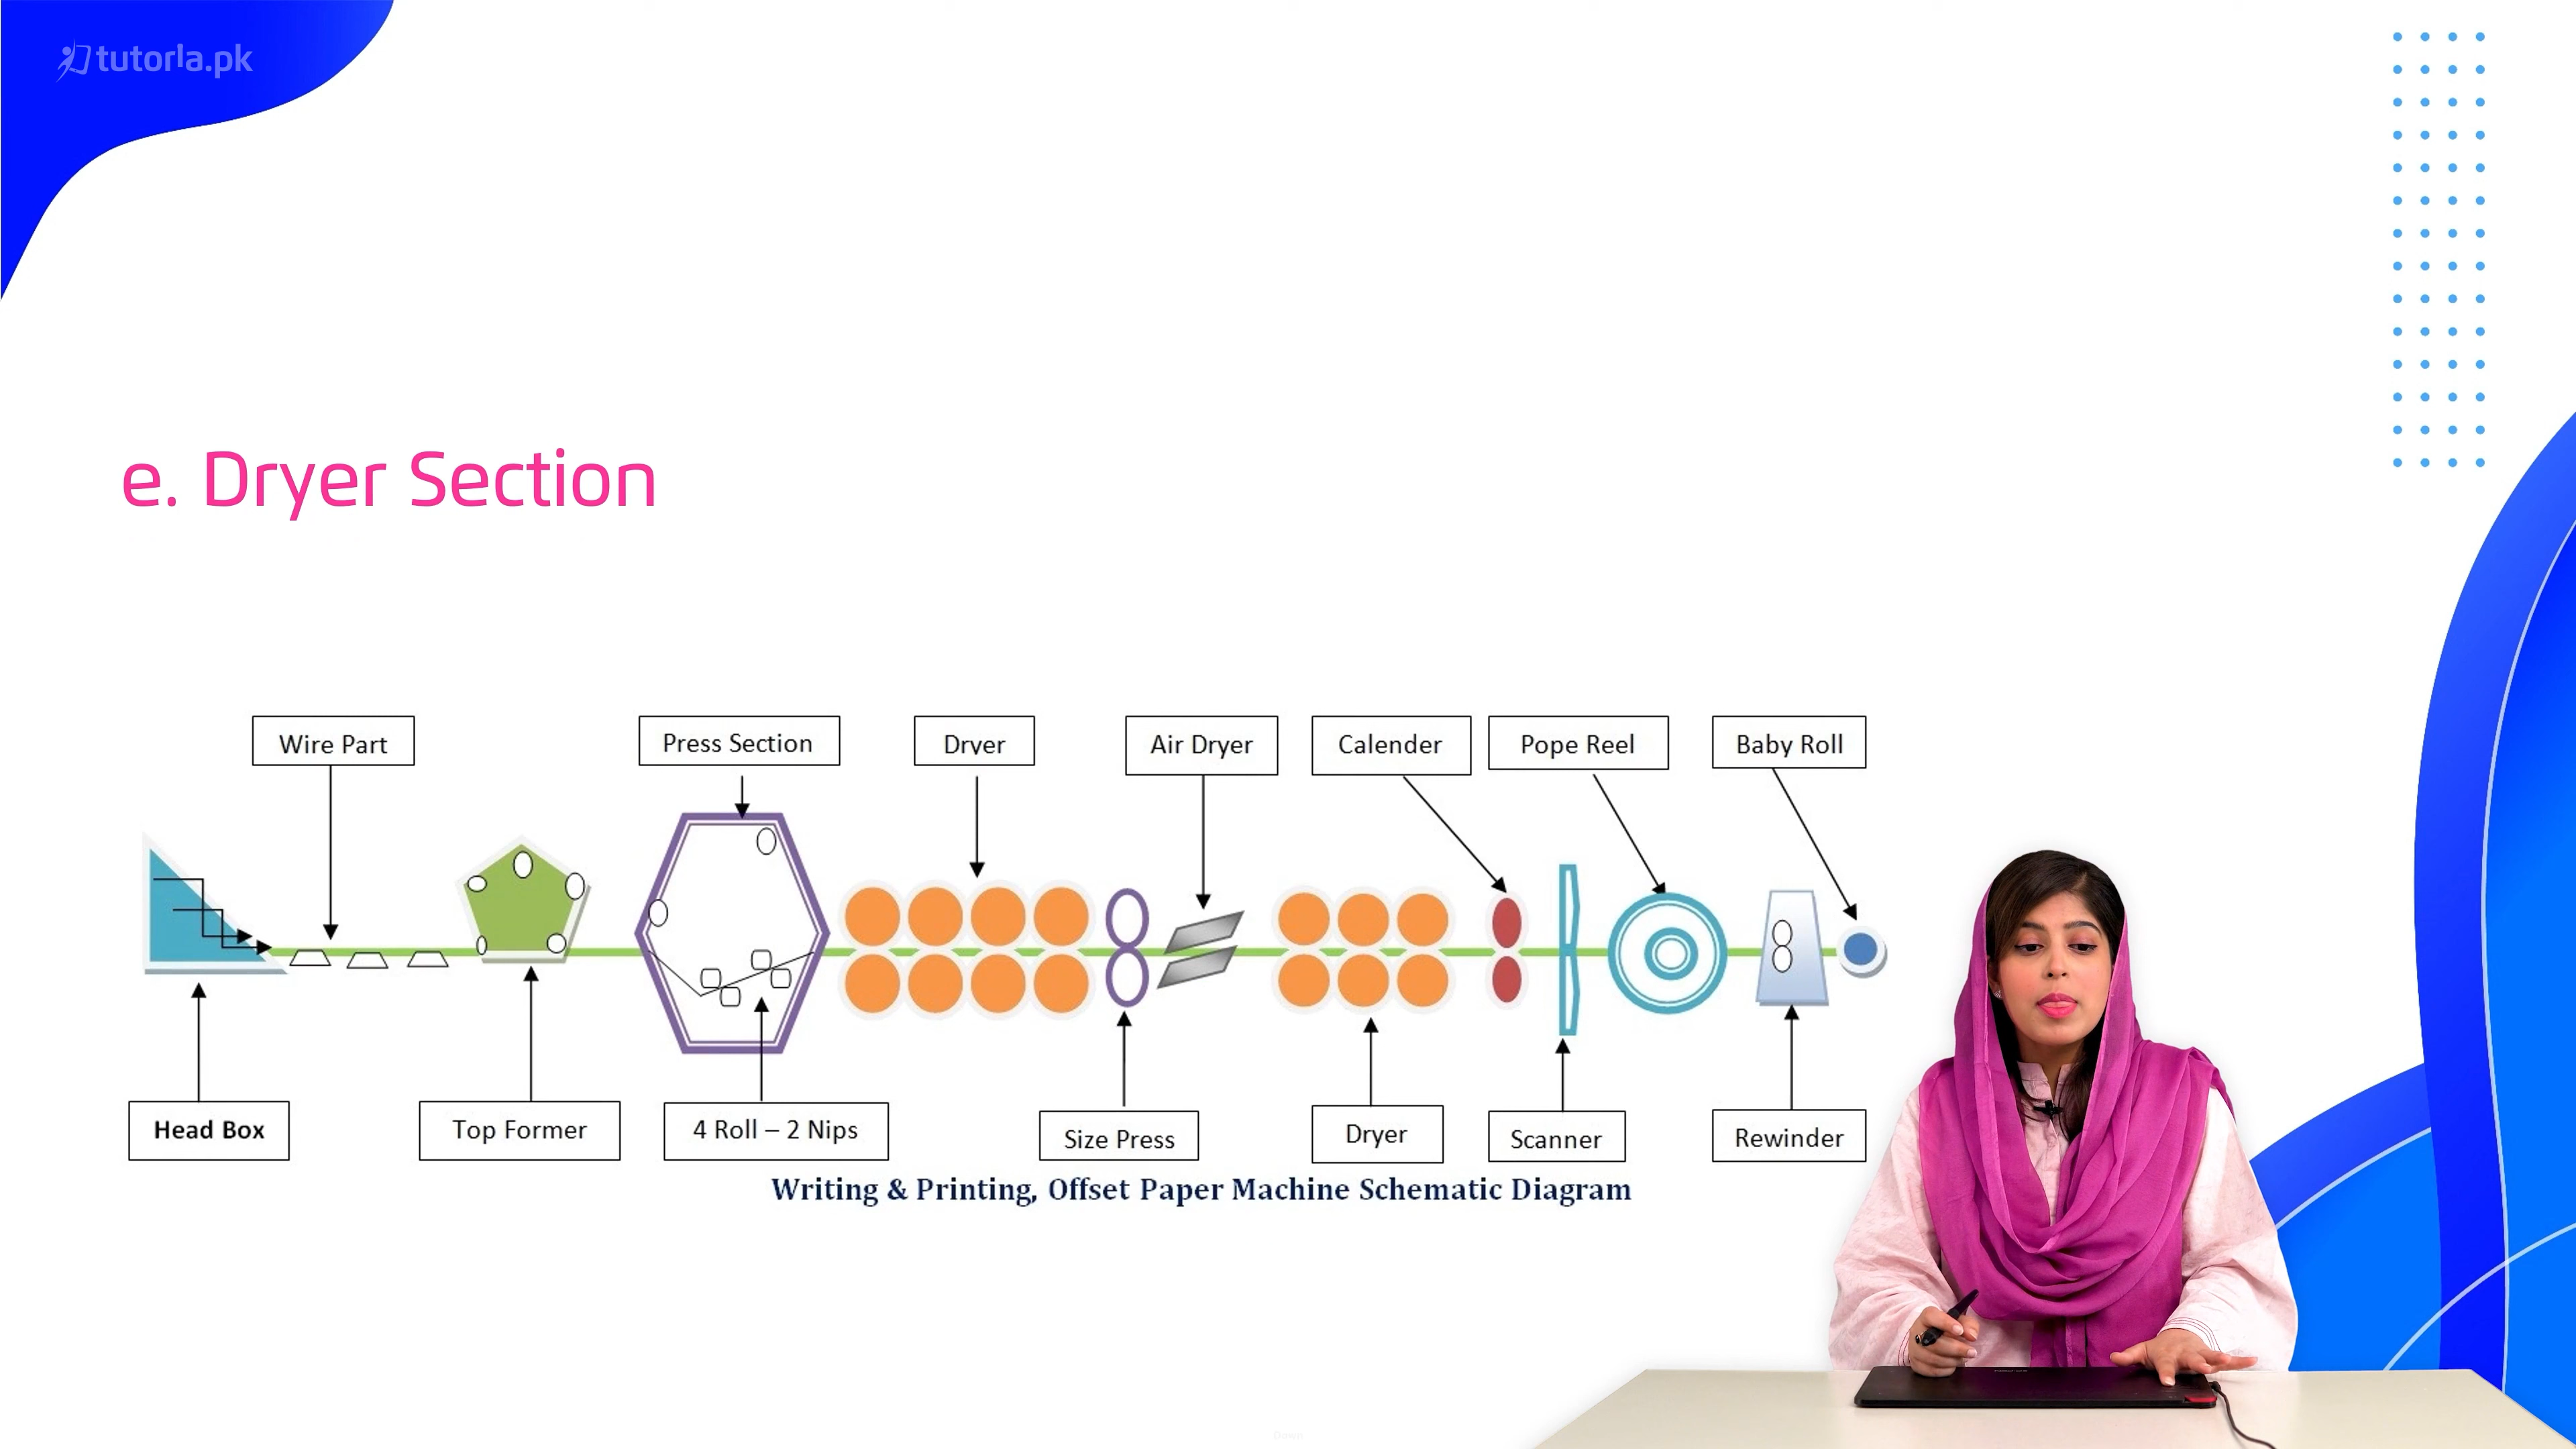 tutorla.pk
e. Dryer Section
Wire Part
Press Section
Dryer
Air Dryer
Calender
Pope Reel
Baby Roll
Head Box
Top Former
4 Roll – 2 Nips
Size Press
Dryer
Scanner
Rewinder
Writing & Printing, Offset Paper Machine Schematic Diagram